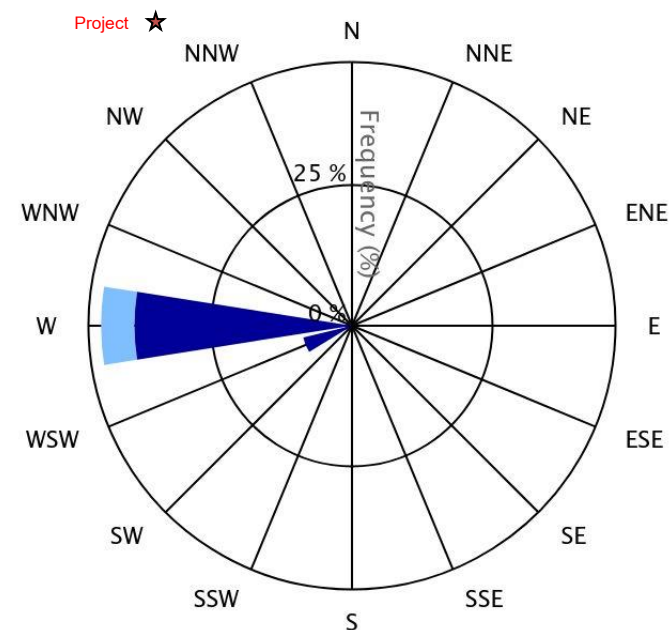 Project
N
NNW
NNE
NW
NE
Frequency (%)
25 %
WNW
ENE
0 %
W
E
WSW
ESE
SW
SE
SSW
SSE
S